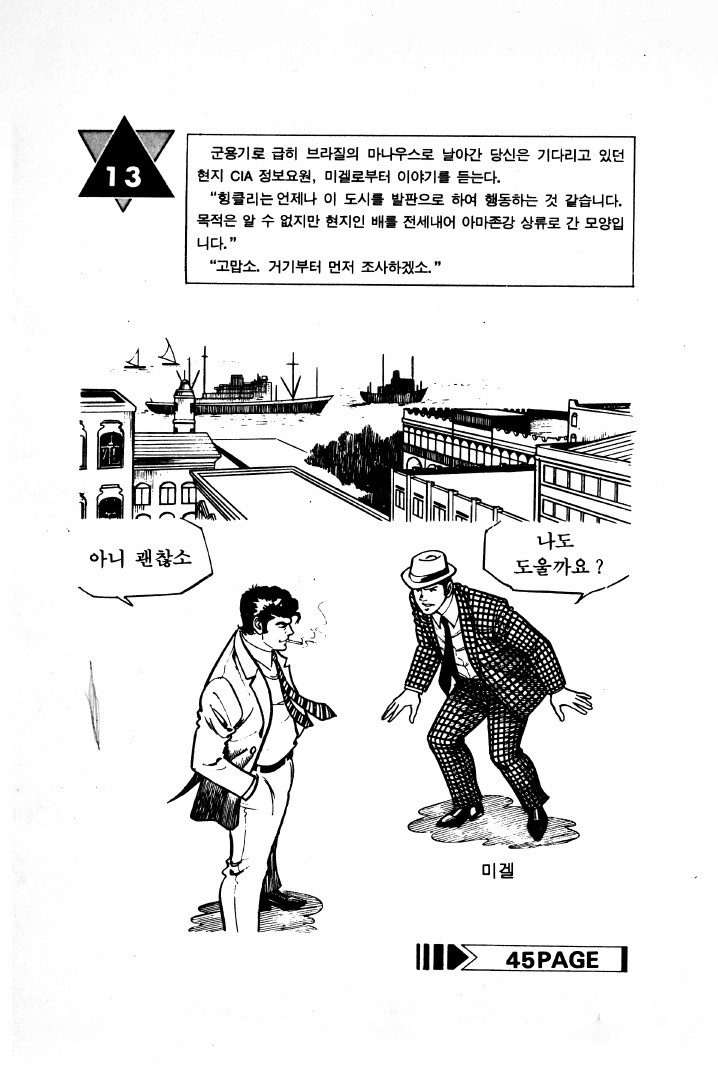 13
군용기로 급히 브라질의 마나우스로 날아간 당신은 기다리고 있던
현지 CIA 정보요원, 미겔로부터 이야기를 듣는다.
“힝클리는 언제나 이 도시를 발판으로 하여 행동하는 것 같습니다.
목적은 알 수 없지만 현지인 배를 전세내어 아마존강 상류로 간 모양입
니다.”
“고맙소. 거기부터 먼저 조사하겠소.”
나도
도울까요?
아니 괜찮소
미겔
45PAGE